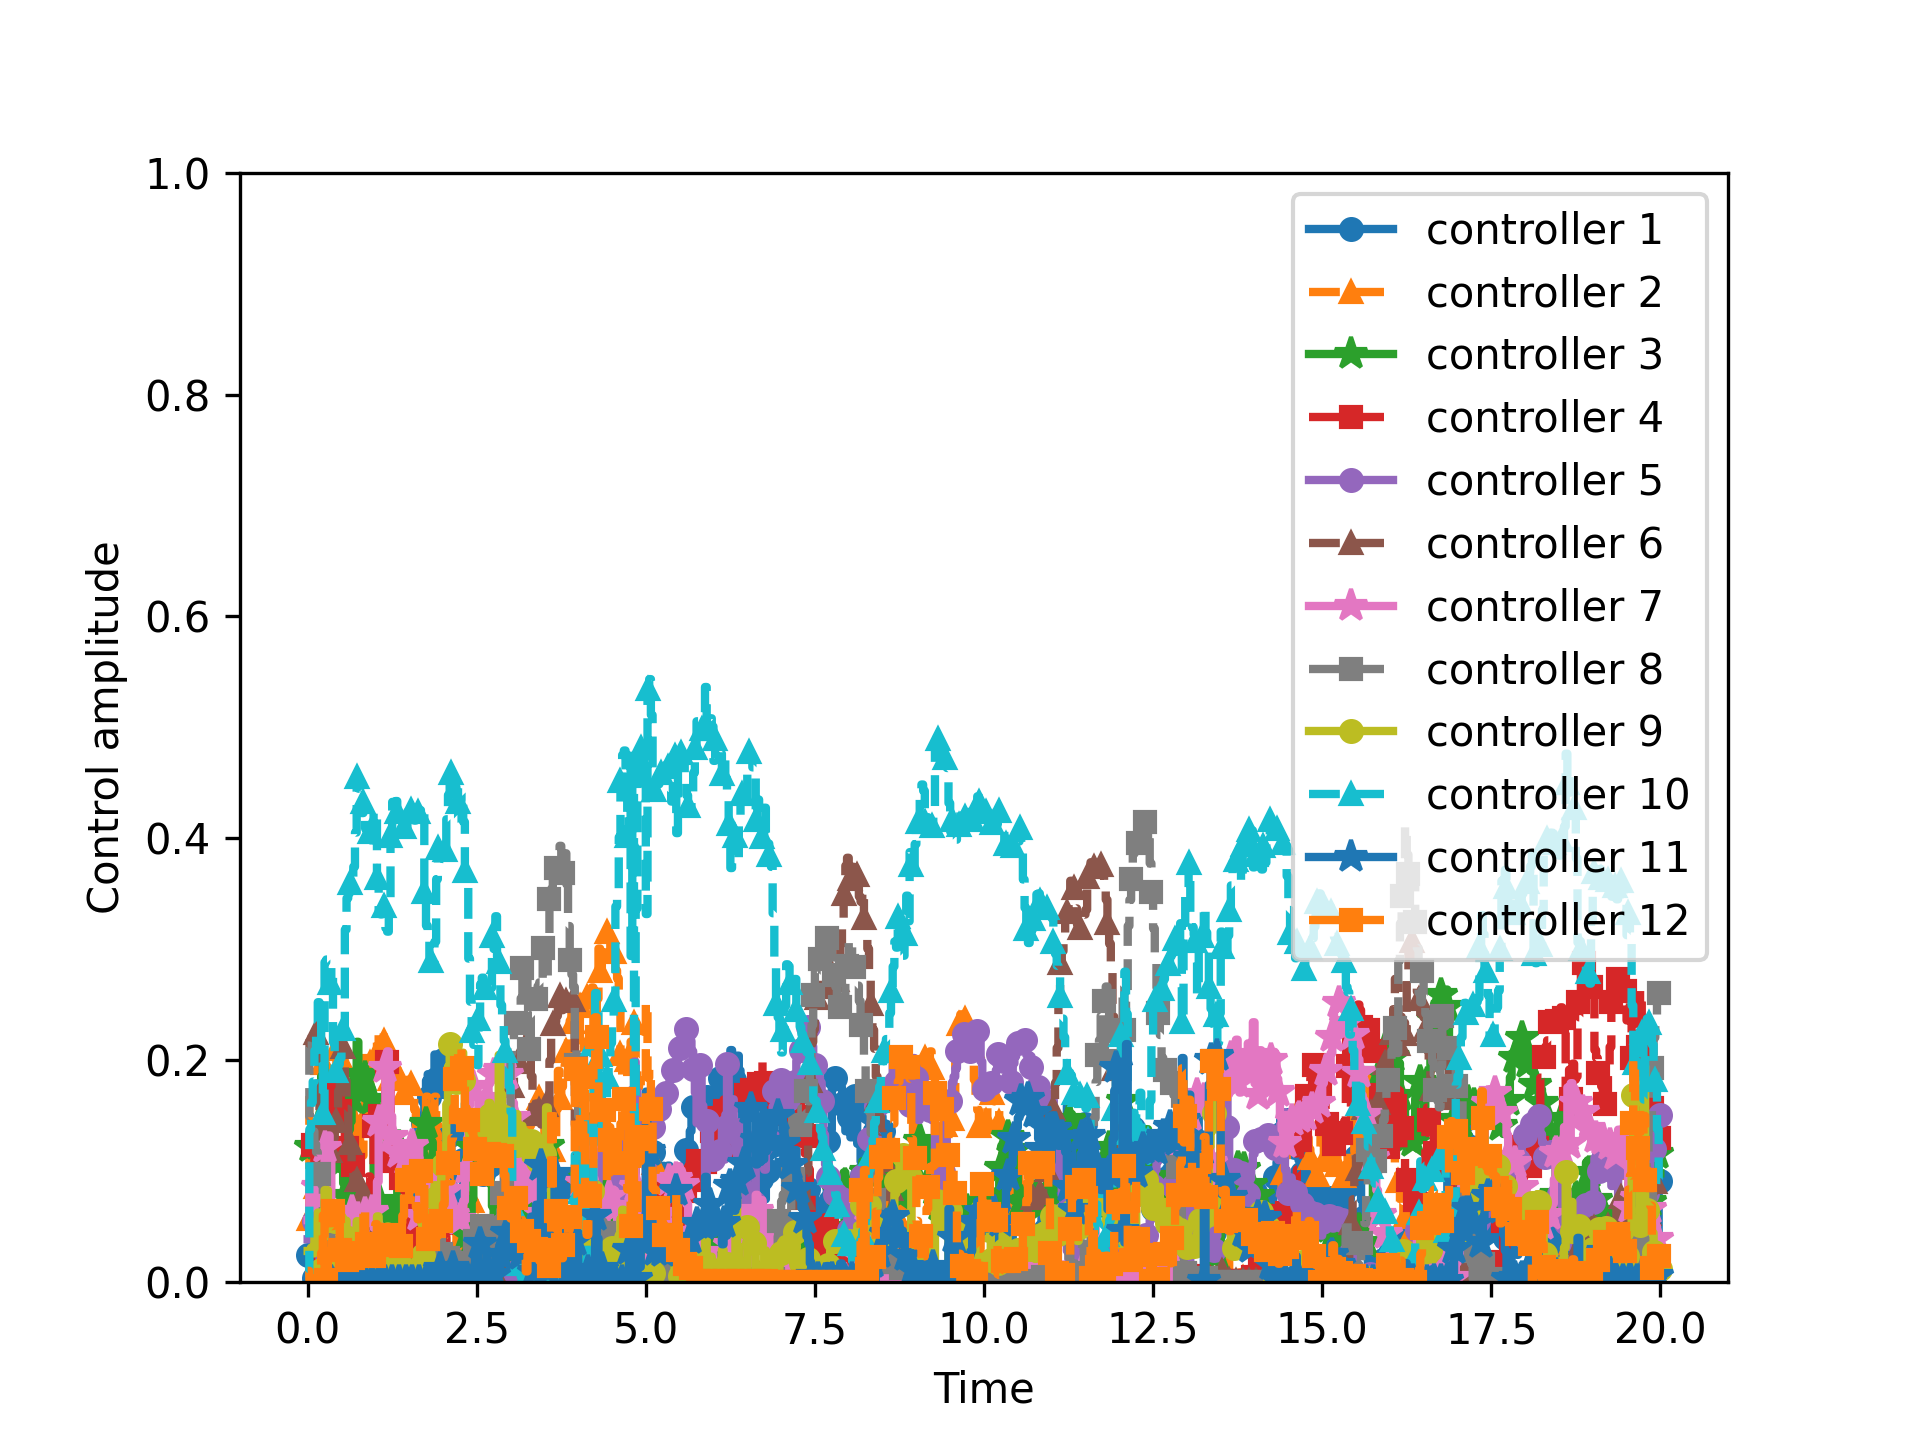 1.0
0.8
0.6
0.4
0.2
0.0
Control amplitude
controller 1
controller 2
controller 3
controller 4
controller 5
controller 6
controller 7
controller 8
controller 9
controller 10
controller 11
controller 12
0.0 2.5 5.0 7.5 10.0 12.5 15.0 17.5 20.0
Time